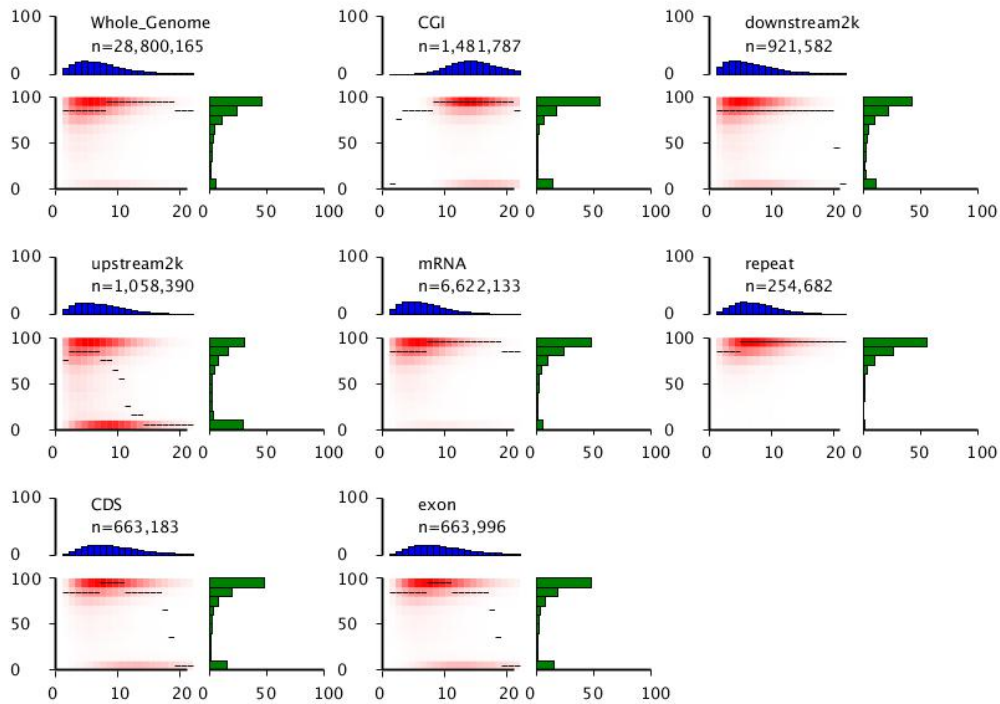 100 Whole_Genome 100 CGI 100 downstream2k
n=28,800,165 n=1,481,787 n=921,582
0 0 0
100 100 100
50 50 50
0 0 0
0 10 20 0 50 100 0 10 20 0 50 100 0 10 20 0 50 100
100 upstream2k 100 mRNA 100 repeat
n=1,058,390 n=6,622,133 n=254,682
0 0 0
100 100 100
50 50 50
0 0 0
0 10 20 0 50 100 0 10 20 0 50 100 0 10 20 0 50 100
100 CDS 100 exon
n=663,183 n=663,996
0 0
100 100
50 50
0 0
0 10 20 0 50 100 0 10 20 0 50 100